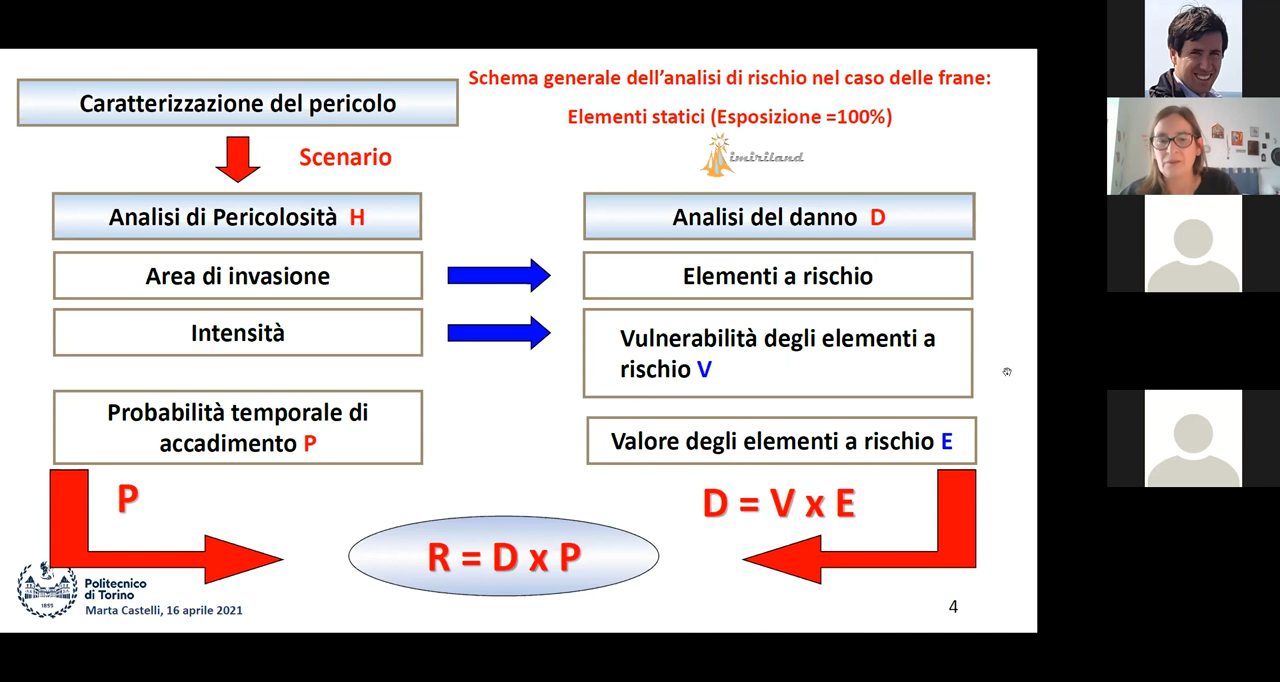 Schema generale dell'analisi di rischio nel caso delle frane:
Elementi statici (Esposizione =100%)
imiriland
Caratterizzazione del pericolo
Scenario
Analisi di Pericolosità H
Area di invasione
Intensità
Probabilità temporale di
accadimento P
P
Analisi del danno D
Elementi a rischio
Vulnerabilità degli elementi a
rischio V
Valore degli elementi a rischio E
D = V x E
R = D x P
1859
Politecnico
di Torino
Marta Castelli, 16 aprile 2021
4